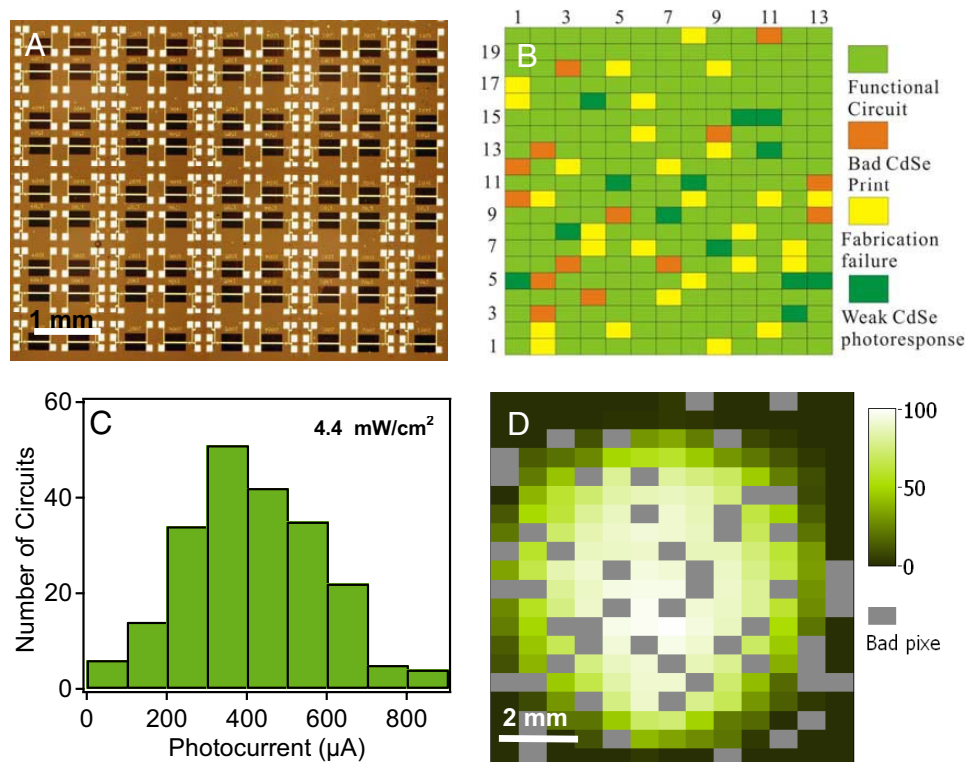 A
1 mm
1 3 5 7 9 11 13
B
19
17
15
13
11
9
7
5
3
1
Functional
Circuit
Bad CdSe
Print
Fabrication
failure
Weak CdSe
photoresponse
C
4.4 mW/cm²
60
40
20
0
Number of Circuits
0 200 400 600 800
Photocurrent (µA)
D
2 mm
100
50
0
Bad pixe